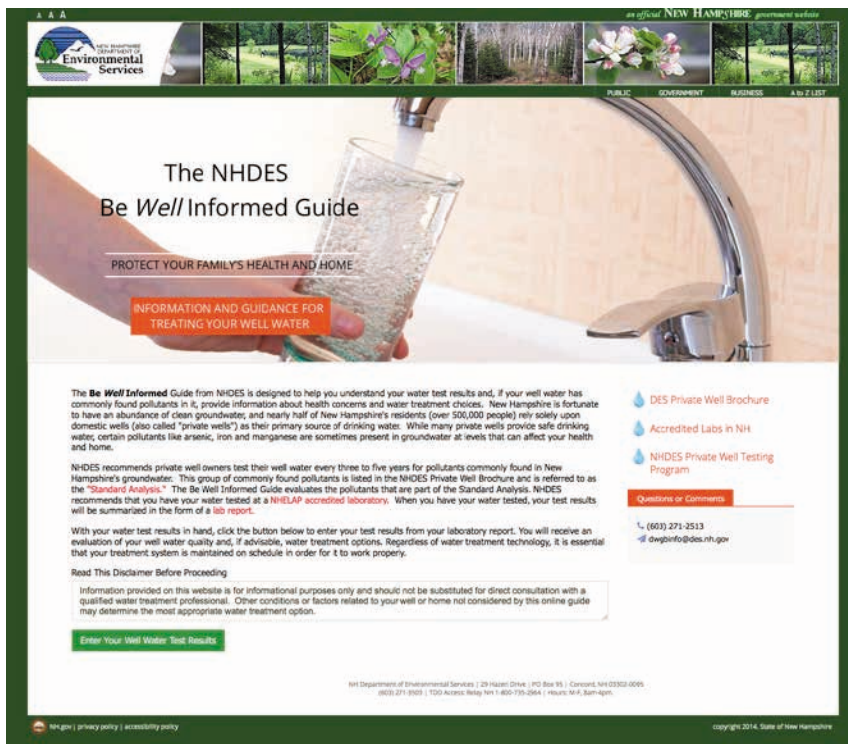 A A A
an official NEW HAMPSHIRE government website
NEW HAMPSHIRE
DEPARTMENT OF
Environmental
Services
PUBLIC GOVERNMENT BUSINESS A to Z LIST
The NHDES
Be Well Informed Guide
PROTECT YOUR FAMILY'S HEALTH AND HOME
INFORMATION AND GUIDANCE FOR
TREATING YOUR WELL WATER
The Be Well Informed Guide from NHDES is designed to help you understand your water test results and, if your well water has
commonly found pollutants in it, provide information about health concerns and water treatment choices. New Hampshire is fortunate
to have an abundance of clean groundwater, and nearly half of New Hampshire's residents (over 500,000 people) rely solely upon
domestic wells (also called "private wells") as their primary source of drinking water. While many private wells provide safe drinking
water, certain pollutants like arsenic, iron and manganese are sometimes present in groundwater at levels that can affect your health
and home.
NHDES recommends private well owners test their well water every three to five years for pollutants commonly found in New
Hampshire's groundwater. This group of commonly found pollutants is listed in the NHDES Private Well Brochure and is referred to as
the "Standard Analysis." The Be Well Informed Guide evaluates the pollutants that are part of the Standard Analysis. NHDES
recommends that you have your water tested at a NHELAP accredited laboratory. When you have your water tested, your test results
will be summarized in the form of a lab report.
With your water test results in hand, click the button below to enter your test results from your laboratory report. You will receive an
evaluation of your well water quality and, if advisable, water treatment options. Regardless of water treatment technology, it is essential
that your treatment system is maintained on schedule in order for it to work properly.
Read This Disclaimer Before Proceeding
Information provided on this website is for informational purposes only and should not be substituted for direct consultation with a
qualified water treatment professional. Other conditions or factors related to your well or home not considered by this online guide
may determine the most appropriate water treatment option.
Enter Your Well Water Test Results
DES Private Well Brochure
Accredited Labs in NH
NHDES Private Well Testing
Program
Questions or Comments
(603) 271-2513
dwgbinfo@des.nh.gov
NH Department of Environmental Services | 29 Hazen Drive | PO Box 95 | Concord, NH 03302-0095
(603) 271-3503 | TDD Access: Relay NH 1-800-735-2964 | Hours: M-F, 8am-4pm
NH.gov | privacy policy | accessibility policy
copyright 2014. State of New Hampshire